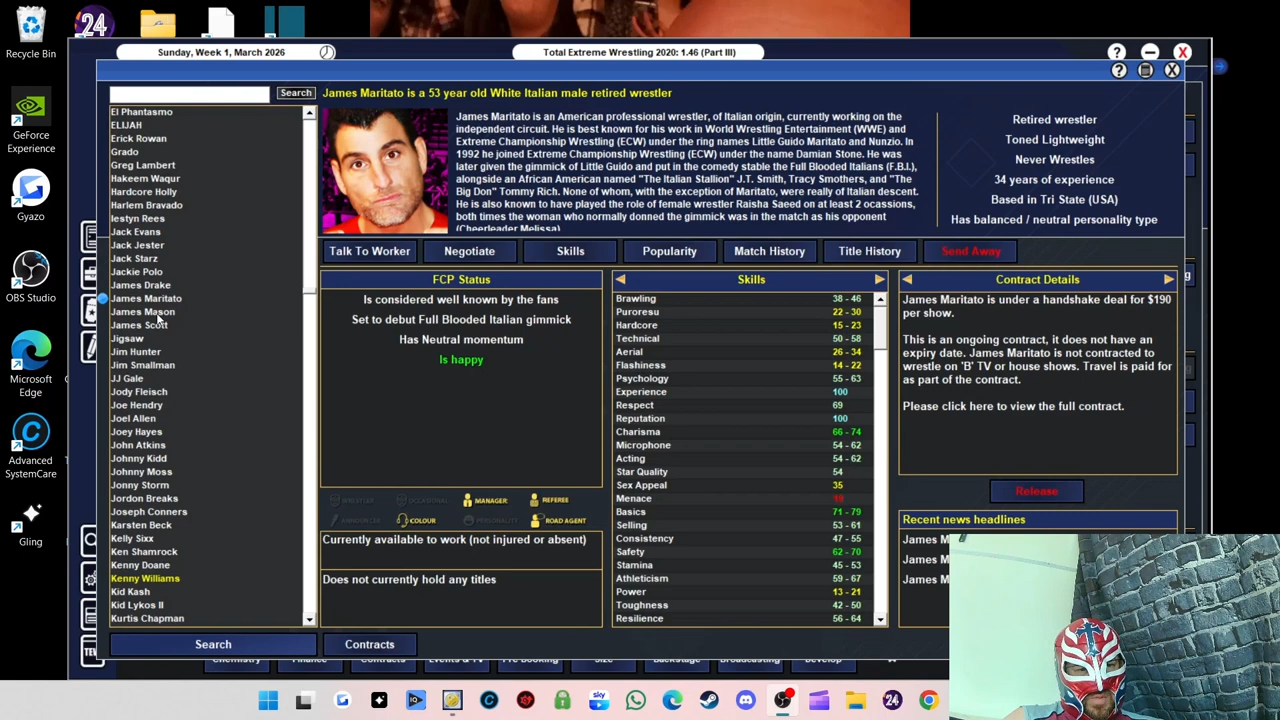 Recycle Bin
24
GeForce
Experience
Gyazo
OBS Studio
Microsoft
Edge
Advanced
SystemCare
Gling
Sunday, Week 1, March 2026
Total Extreme Wrestling 2020: 1.46 (Part III)
? X
? X
Search
James Maritato is a 53 year old White Italian male retired wrestler
El Phantasmo
ELIJAH
Erick Rowan
Grado
Greg Lambert
Hakeem Waqur
Hardcore Holly
Harlem Bravado
Iestyn Rees
Jack Evans
Jack Jester
Jack Starz
Jackie Polo
James Drake
James Maritato
James Mason
James Scott
Jigsaw
Jim Hunter
Jim Smallman
JJ Gale
Jody Fleisch
Joe Hendry
Joel Allen
Joey Hayes
John Atkins
Johnny Kidd
Johnny Moss
Jonny Storm
Jordon Breaks
Joseph Conners
Karsten Beck
Kelly Sixx
Ken Shamrock
Kenny Doane
Kenny Williams
Kid Kash
Kid Lykos II
Kurtis Chapman
Search
Contracts
James Maritato is an American professional wrestler, of Italian origin, currently working on the
independent circuit. He is best known for his work in World Wrestling Entertainment (WWE) and
Extreme Championship Wrestling (ECW) under the ring names Little Guido Maritato and Nunzio. In
1992 he joined Extreme Championship Wrestling (ECW) under the name Damian Stone. He was
later given the gimmick of Little Guido and put in the comedy stable the Full Blooded Italians (F.B.I.),
alongside an African American named "The Italian Stallion" J.T. Smith, Tracy Smothers, and "The
Big Don" Tommy Rich. None of whom, with the exception of Maritato, were really of Italian descent.
He is also known to have played the role of female wrestler Raisha Saeed on at least 2 ocassions,
both times the woman who normally donned the gimmick was in the match as his opponent
(Cheerleader Melissa)
Retired wrestler
Toned Lightweight
Never Wrestles
34 years of experience
Based in Tri State (USA)
Has balanced / neutral personality type
Talk To Worker
Negotiate
Skills
Popularity
Match History
Title History
Send Away
FCP Status
Is considered well known by the fans
Set to debut Full Blooded Italian gimmick
Has Neutral momentum
Is happy
WRESTLER
OCCASIONAL
MANAGER
REFEREE
ANNOUNCER
COLOUR
PERSONALITY
ROAD AGENT
Currently available to work (not injured or absent)
Does not currently hold any titles
Skills
Brawling 38 - 46
Puroresu 22 - 30
Hardcore 15 - 23
Technical 50 - 58
Aerial 26 - 34
Flashiness 14 - 22
Psychology 55 - 63
Experience 100
Respect 69
Reputation 100
Charisma 66 - 74
Microphone 54 - 62
Acting 54 - 62
Star Quality 54
Sex Appeal 35
Menace 19
Basics 71 - 79
Selling 53 - 61
Consistency 47 - 55
Safety 62 - 70
Stamina 45 - 53
Athleticism 59 - 67
Power 13 - 21
Toughness 42 - 50
Resilience 56 - 64
Contract Details
James Maritato is under a handshake deal for $190
per show.
This is an ongoing contract, it does not have an
expiry date. James Maritato is not contracted to
wrestle on 'B' TV or house shows. Travel is paid for
as part of the contract.
Please click here to view the full contract.
Release
Recent news headlines
James M
James M
James M
sky
24